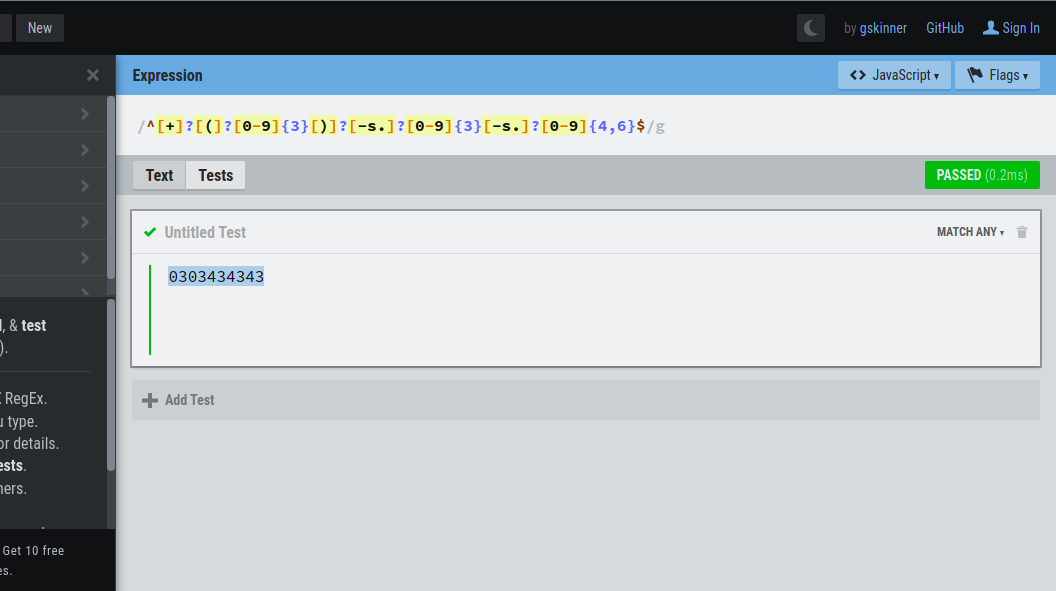 New
by gskinner GitHub Sign In
Expression
<> JavaScript ▾ Flags ▾
/^[+]?[(]?[0-9]{3}[)]?[-s.]?[0-9]{3}[-s.]?[0-9]{4,6}$/g
Text Tests
PASSED (0.2ms)
Untitled Test
MATCH ANY ▾
0303434343
Add Test
, & test
).
RegEx.
type.
or details.
ests.
ners.
Get 10 free
es.